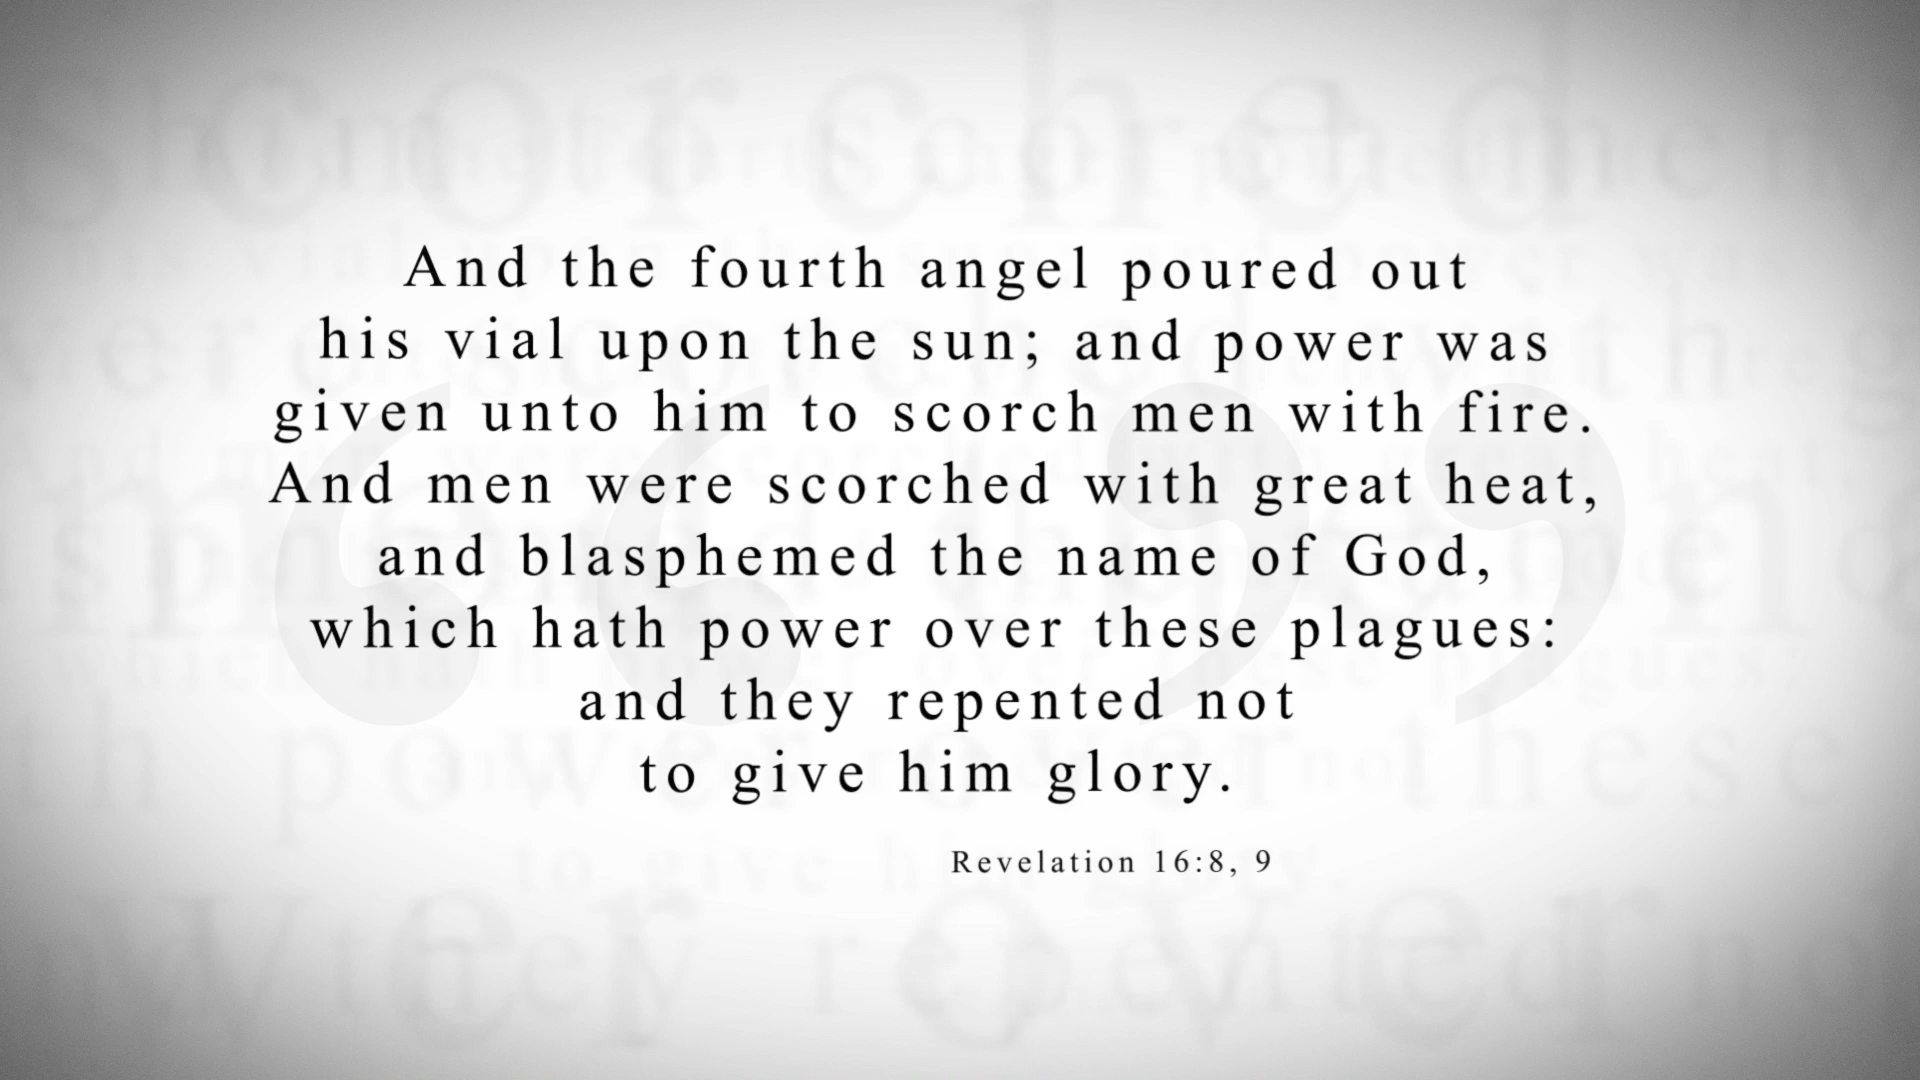 And the fourth angel poured out
his vial upon the sun; and power was
given unto him to scorch men with fire.
And men were scorched with great heat,
and blasphemed the name of God,
which hath power over these plagues:
and they repented not
to give him glory.
Revelation 16:8, 9